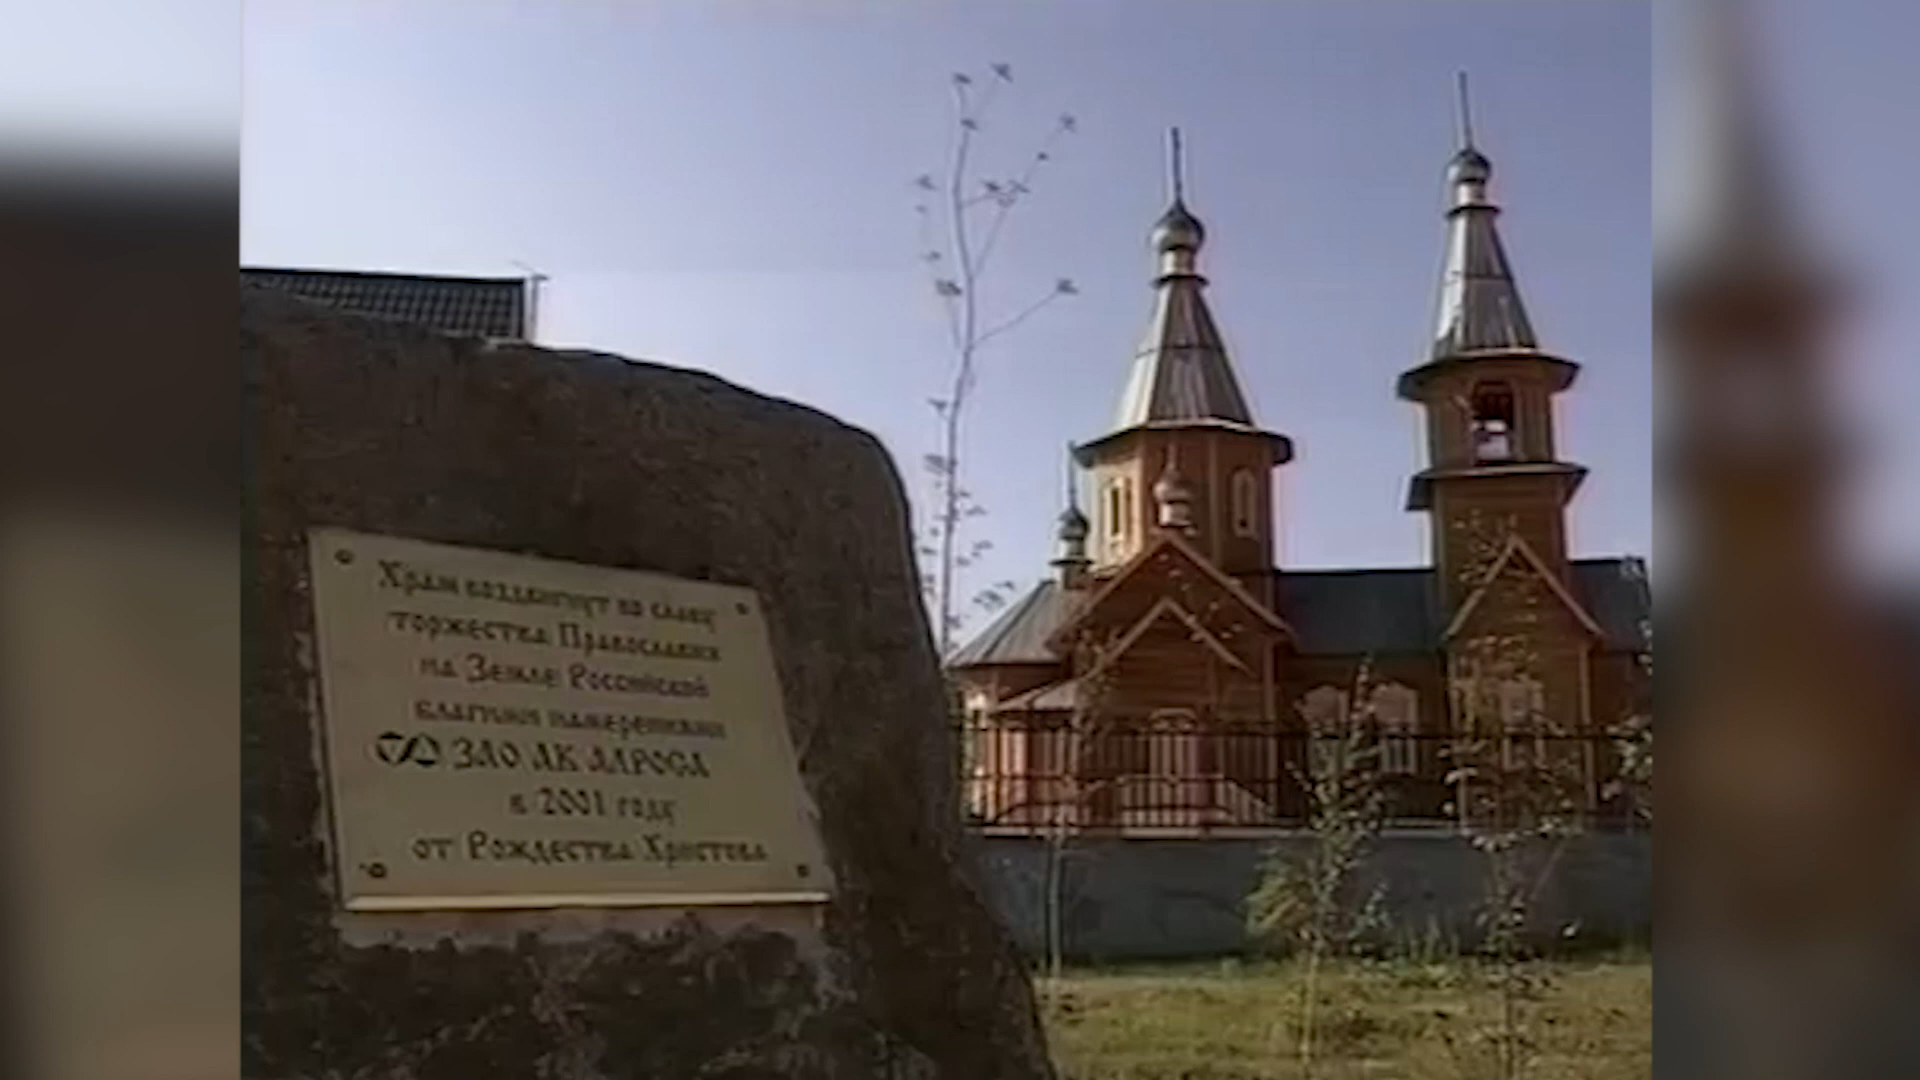 Храм воздвигнут во славу
торжества Православия
на Земле Российской
благими намерениями
ЗАО АК АЛРОСА
в 2001 году
от Рождества Христова